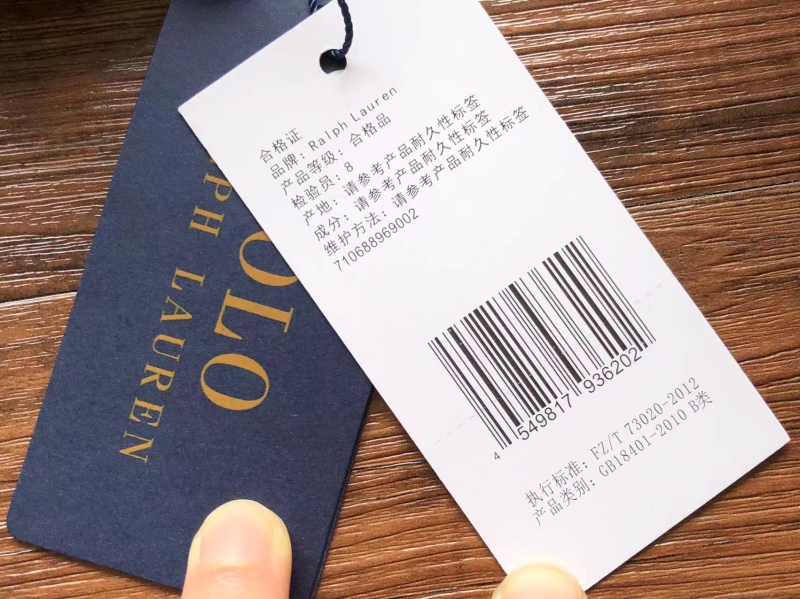 POLO
RALPH LAUREN
合格证
品牌: Ralph Lauren
产品等级: 合格品
检验员: 8
产地: 请参考产品耐久性标签
成分: 请参考产品耐久性标签
维护方法: 请参考产品耐久性标签
710688969002
4 549817 936202
执行标准: FZ/T 73020-2012
产品类别: GB18401-2010 B类